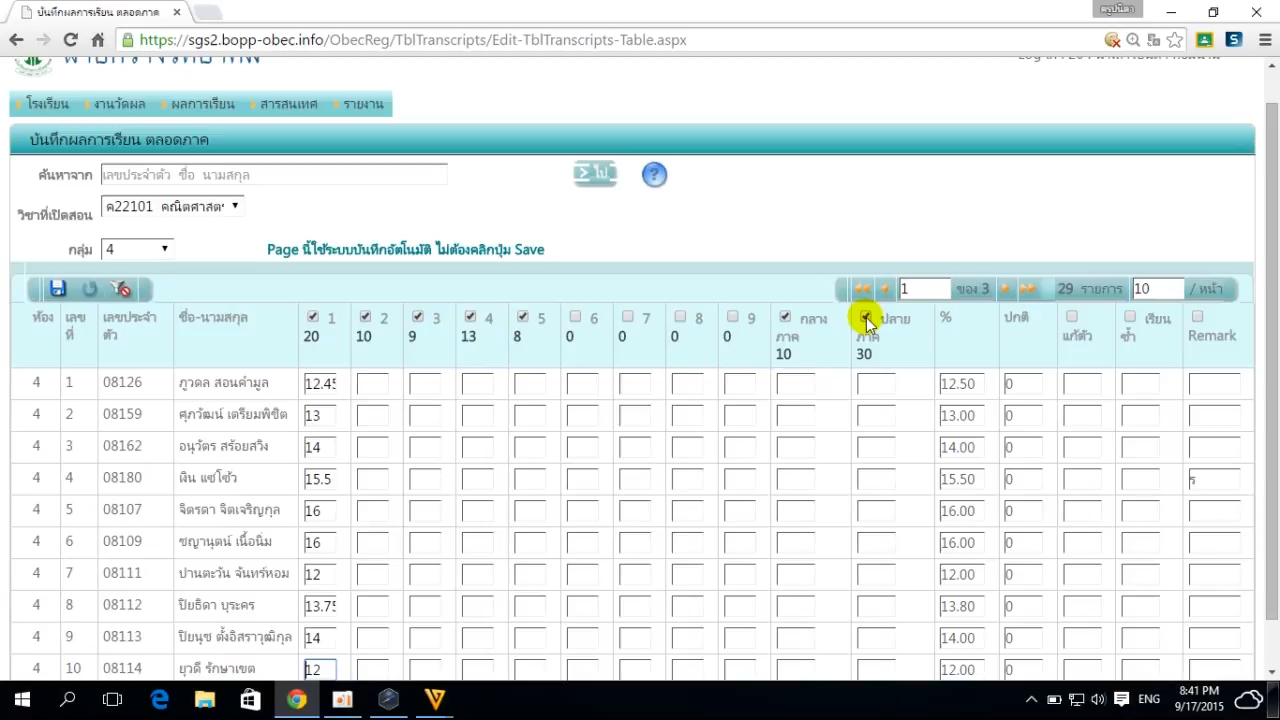 บันทึกผลการเรียน ตลอดภาค
ครูปนิดา
https://sgs2.bopp-obec.info/ObecReg/TblTranscripts/Edit-TblTranscripts-Table.aspx
โรงเรียน งานวัดผล ผลการเรียน สารสนเทศ รายงาน
บันทึกผลการเรียน ตลอดภาค
ค้นหาจาก เลขประจำตัว ชื่อ นามสกุล > ไป ?
วิชาที่เปิดสอน ค22101 คณิตศาสตร
กลุ่ม 4 Page นี้ใช้ระบบบันทึกอัตโนมัติ ไม่ต้องคลิกปุ่ม Save
1 ของ 3 29 รายการ 10 / หน้า
ห้อง เลขที่ เลขประจำตัว ชื่อ-นามสกุล 1 2 3 4 5 6 7 8 9 กลางภาค ปลายภาค % ปกติ แก้ตัว เรียนซ้ำ Remark
20 10 9 13 8 0 0 0 0 10 30
4 1 08126 ภูวดล สอนคำมูล 12.45 12.50 0
4 2 08159 ศุภวัฒน์ เตรียมพิชิต 13 13.00 0
4 3 08162 อนุวัตร สร้อยสวิง 14 14.00 0
4 4 08180 ผิน แซ่โซ้ว 15.5 15.50 0 ร
4 5 08107 จิตรดา จิตเจริญกุล 16 16.00 0
4 6 08109 ชญานุตน์ เนื้อนิ่ม 16 16.00 0
4 7 08111 ปานตะวัน จันทร์หอม 12 12.00 0
4 8 08112 ปิยธิดา บุระคร 13.75 13.80 0
4 9 08113 ปิยนุช ตั้งอิสราวุฒิกุล 14 14.00 0
4 10 08114 ยุวดี รักษาเขต 12 12.00 0
ENG 8:41 PM
9/17/2015